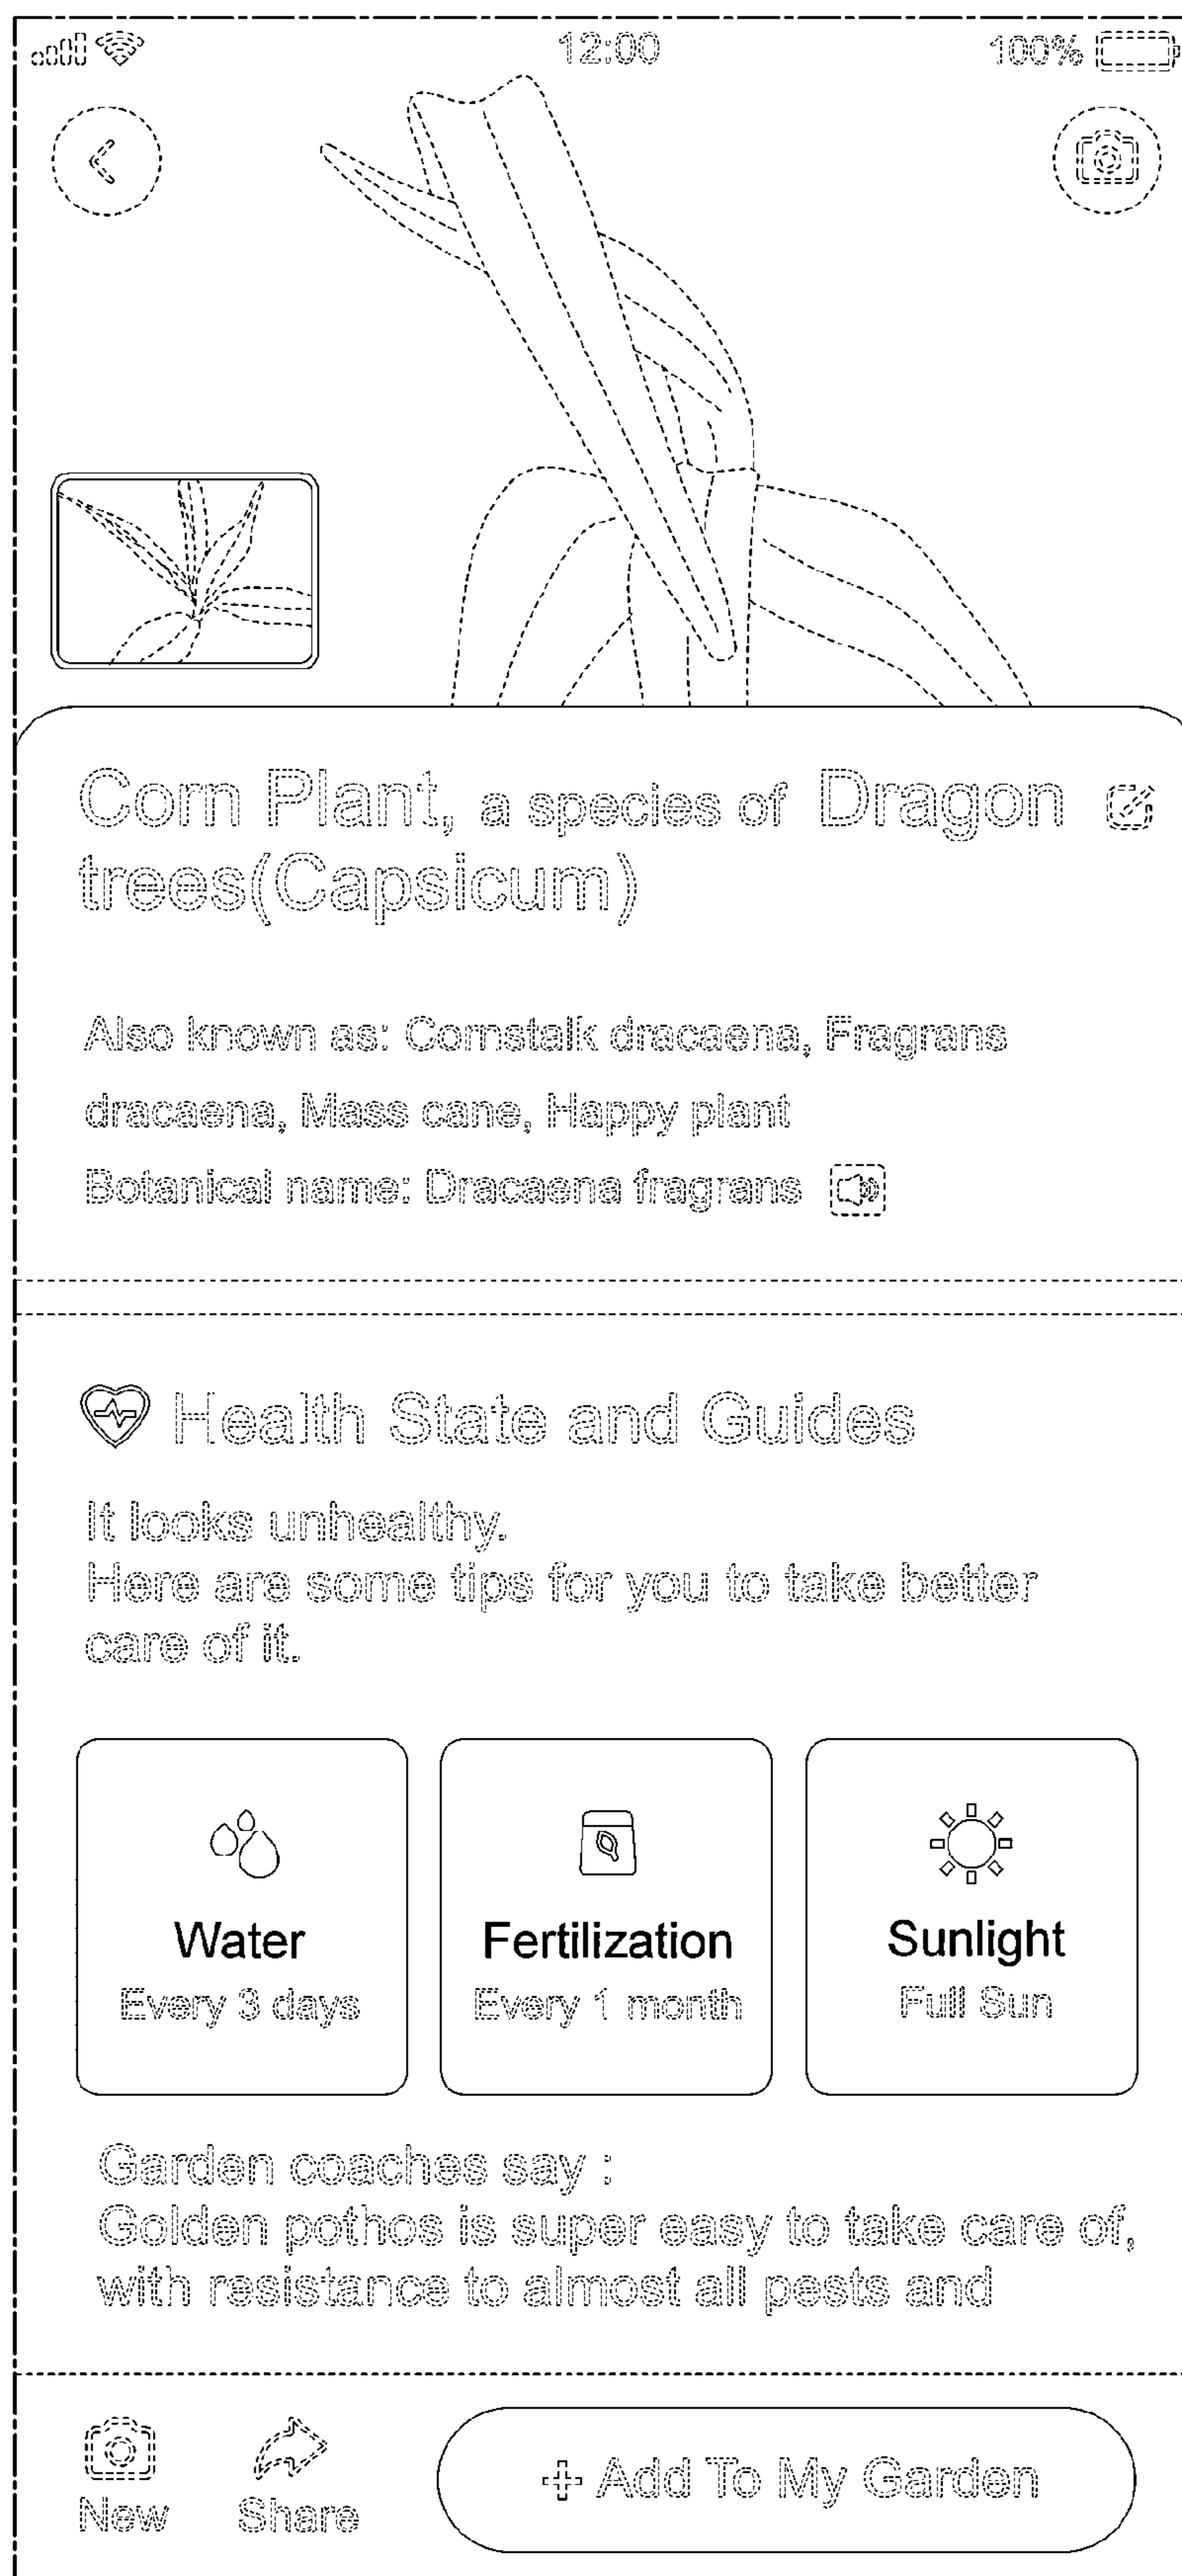 12:00 100%
Corn Plant, a species of Dragon
trees(Capsicum)
Also known as: Cornstalk dracaena, Fragrans
dracaena, Mass cane, Happy plant
Botanical name: Dracaena fragrans
Health State and Guides
It looks unhealthy.
Here are some tips for you to take better
care of it.
Water Fertilization Sunlight
Every 3 days Every 1 month Full Sun
Garden coaches say :
Golden pothos is super easy to take care of,
with resistance to almost all pests and
New Share Add To My Garden